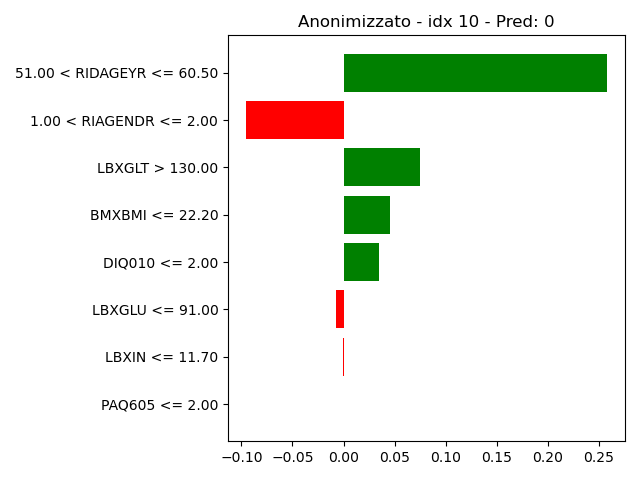 Anonimizzato - idx 10 - Pred: 0
51.00 < RIDAGEYR <= 60.50
1.00 < RIAGENDR <= 2.00
LBXGLT > 130.00
BMXBMI <= 22.20
DIQ010 <= 2.00
LBXGLU <= 91.00
LBXIN <= 11.70
PAQ605 <= 2.00
−0.10 −0.05 0.00 0.05 0.10 0.15 0.20 0.25